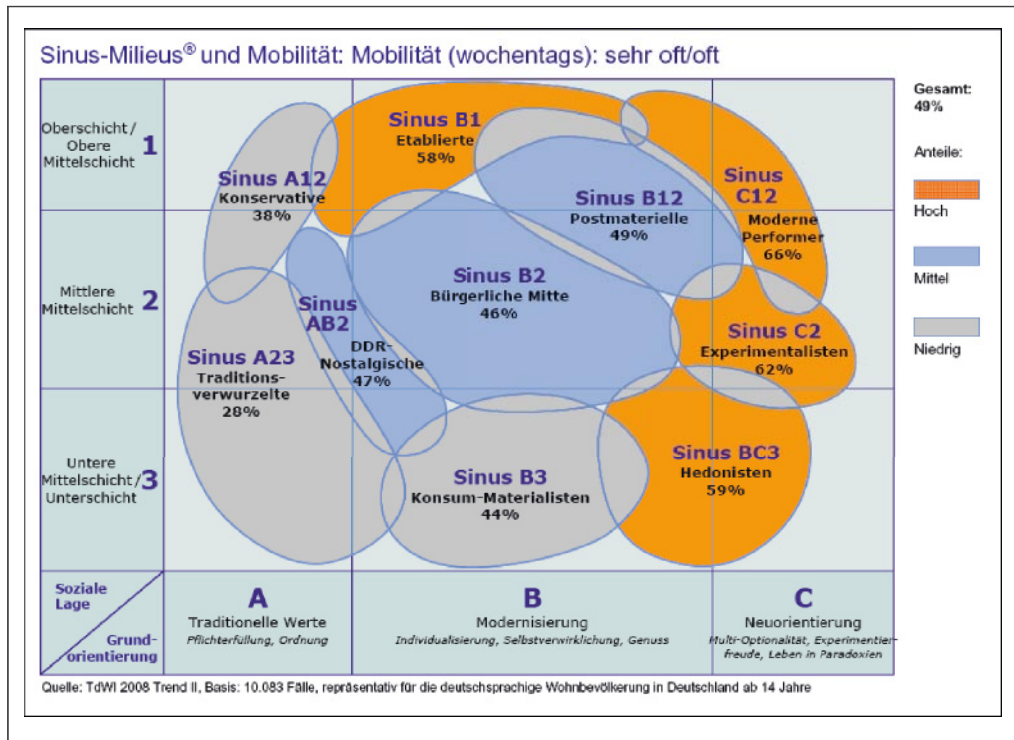 Sinus-Milieus® und Mobilität: Mobilität (wochentags): sehr oft/oft
Oberschicht /
Obere
Mittelschicht
1
Mittlere
Mittelschicht
2
Untere
Mittelschicht /
Unterschicht
3
Sinus B1
Etablierte
58%
Sinus A12
Konservative
38%
Sinus B12
Postmaterielle
49%
Sinus
C12
Moderne
Performer
66%
Sinus
AB2
DDR-
Nostalgische
47%
Sinus B2
Bürgerliche Mitte
46%
Sinus C2
Experimentalisten
62%
Sinus A23
Traditions-
verwurzelte
28%
Sinus B3
Konsum-Materialisten
44%
Sinus BC3
Hedonisten
59%
Gesamt:
49%
Anteile:
Hoch
Mittel
Niedrig
Soziale
Lage
Grund-
orientierung
A
Traditionelle Werte
Pflichterfüllung, Ordnung
B
Modernisierung
Individualisierung, Selbstverwirklichung, Genuss
C
Neuorientierung
Multi-Optionalität, Experimentier-
freude, Leben in Paradoxien
Quelle: TdWI 2008 Trend II, Basis: 10.083 Fälle, repräsentativ für die deutschsprachige Wohnbevölkerung in Deutschland ab 14 Jahre